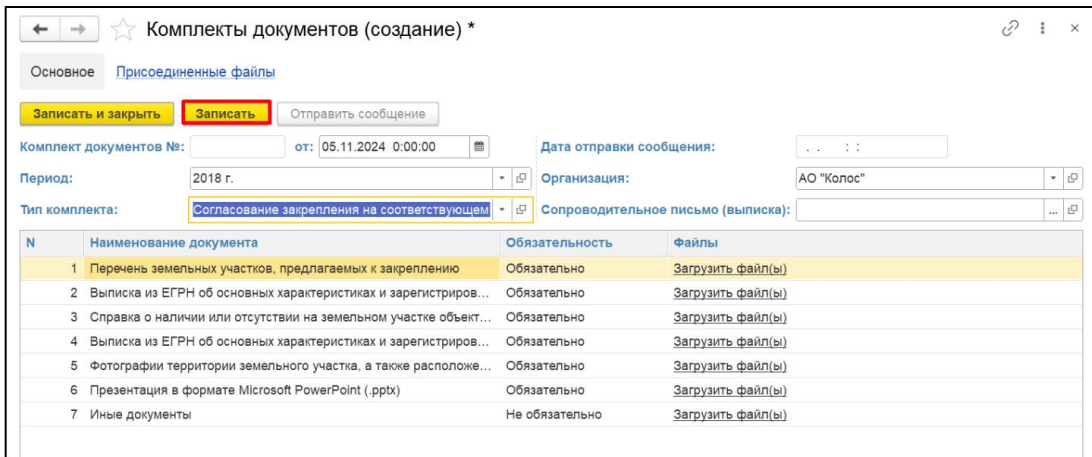 Комплекты документов (создание) *
Основное Присоединенные файлы
Записать и закрыть Записать Отправить сообщение
Комплект документов №: от: 05.11.2024 0:00:00 Дата отправки сообщения: . . : :
Период: 2018 г. Организация: АО "Колос"
Тип комплекта: Согласование закрепления на соответствующем Сопроводительное письмо (выписка): ...
N Наименование документа Обязательность Файлы
1 Перечень земельных участков, предлагаемых к закреплению Обязательно Загрузить файл(ы)
2 Выписка из ЕГРН об основных характеристиках и зарегистриров... Обязательно Загрузить файл(ы)
3 Справка о наличии или отсутствии на земельном участке объект... Обязательно Загрузить файл(ы)
4 Выписка из ЕГРН об основных характеристиках и зарегистриров... Обязательно Загрузить файл(ы)
5 Фотографии территории земельного участка, а также расположе... Обязательно Загрузить файл(ы)
6 Презентация в формате Microsoft PowerPoint (.pptx) Обязательно Загрузить файл(ы)
7 Иные документы Не обязательно Загрузить файл(ы)